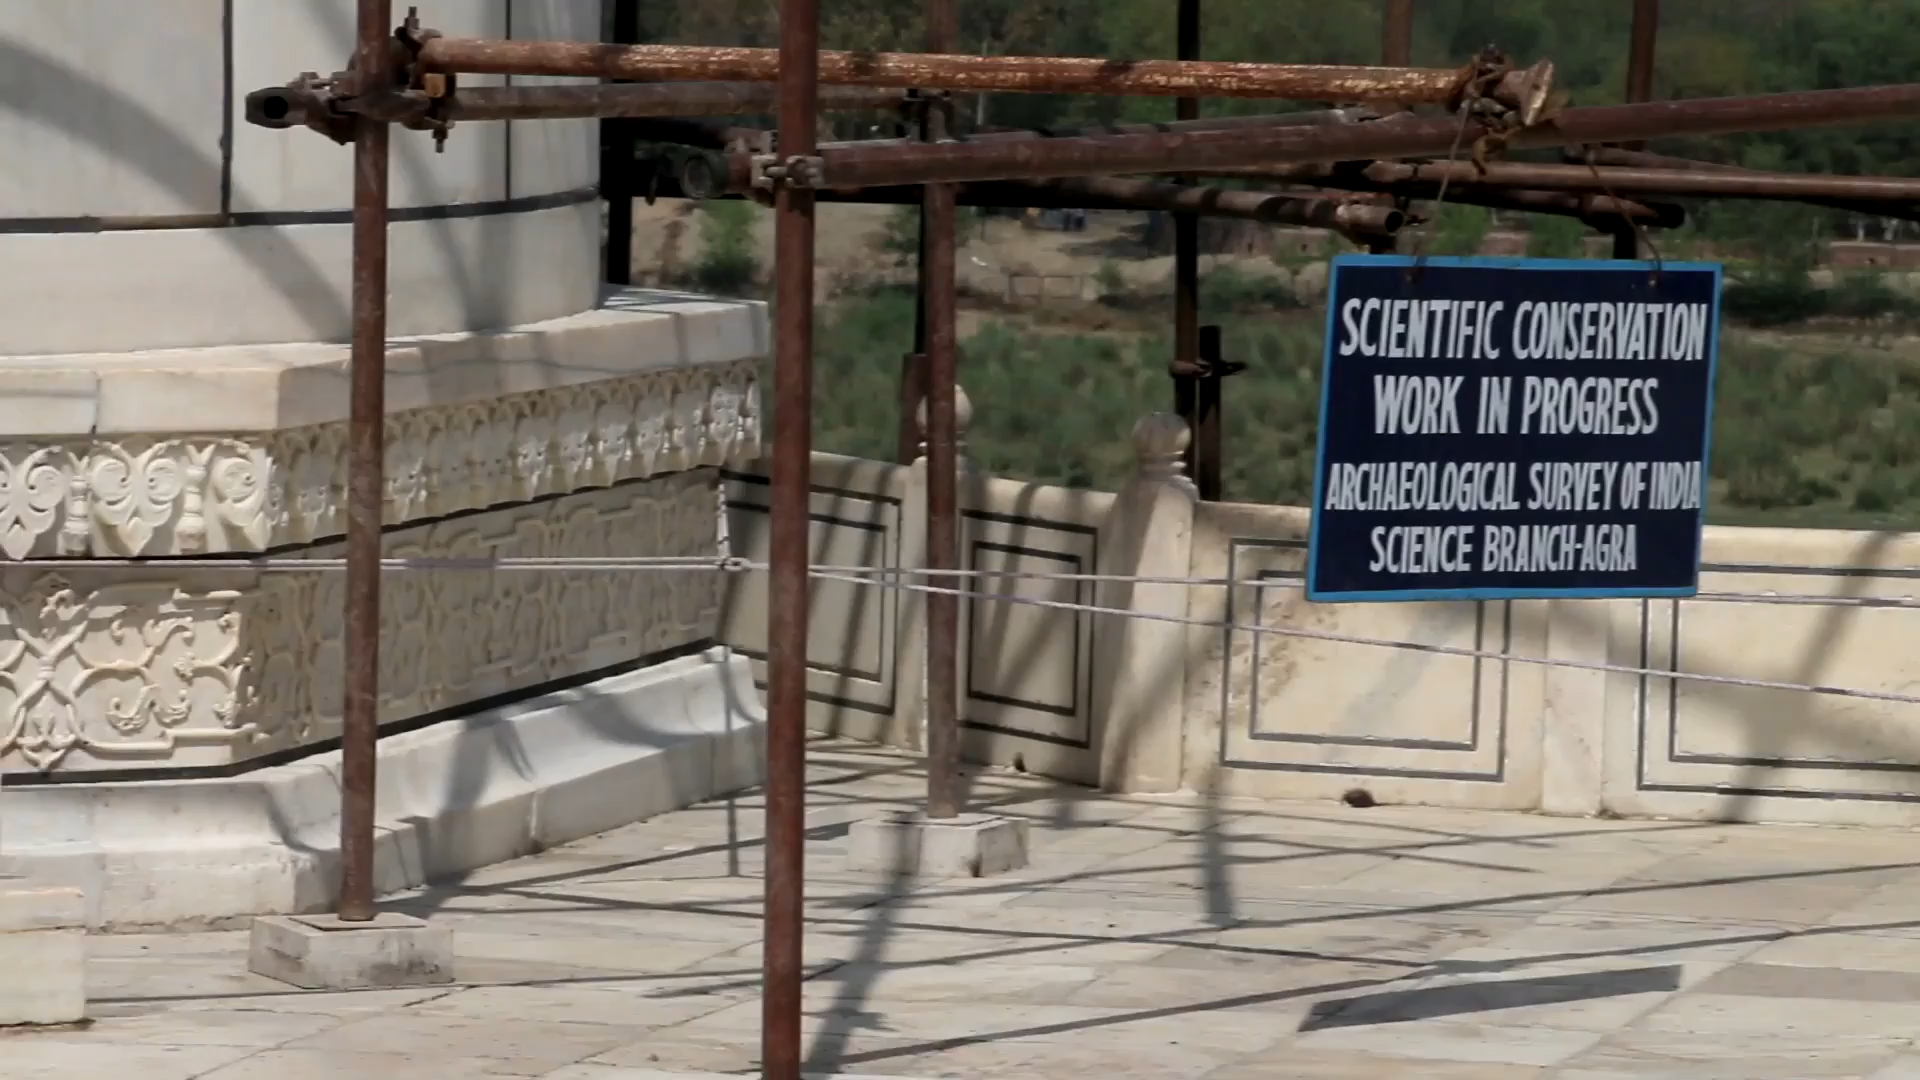 SCIENTIFIC CONSERVATION
WORK IN PROGRESS
ARCHAEOLOGICAL SURVEY OF INDIA
SCIENCE BRANCH-AGRA